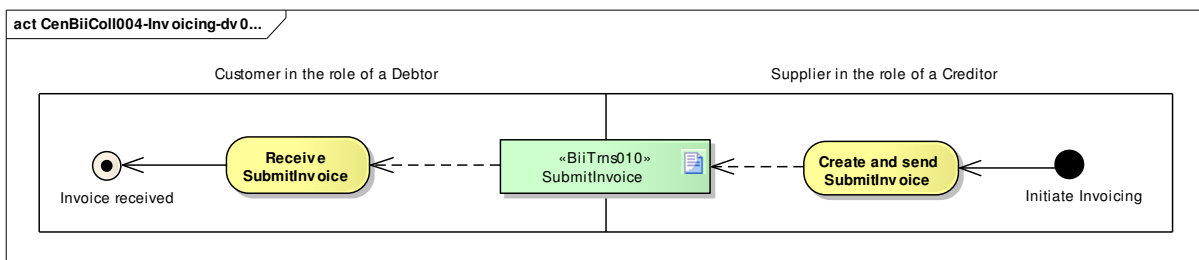 act CenBiiColl004-Invoicing-dv0...
Customer in the role of a Debtor
Supplier in the role of a Creditor
Receive
SubmitInvoice
«BiiTrns010»
SubmitInvoice
Create and send
SubmitInvoice
Invoice received
Initiate Invoicing